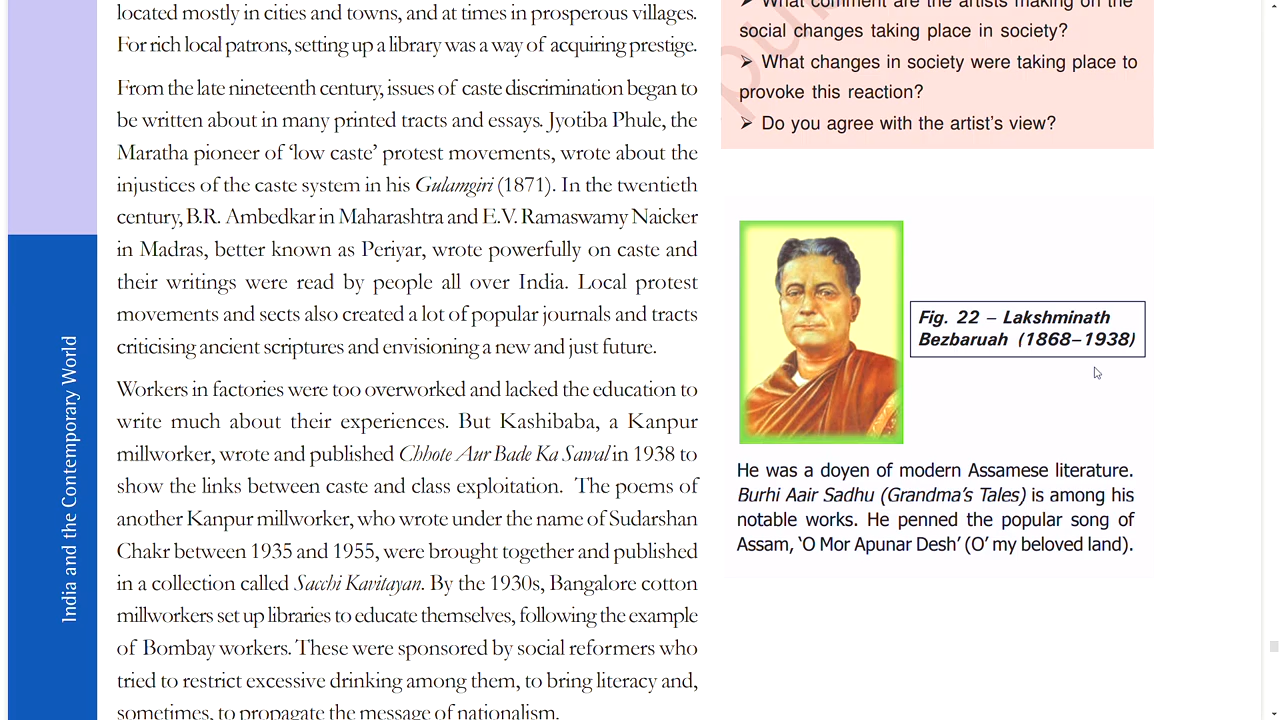 located mostly in cities and towns, and at times in prosperous villages.
For rich local patrons, setting up a library was a way of acquiring prestige.
From the late nineteenth century, issues of caste discrimination began to
be written about in many printed tracts and essays. Jyotiba Phule, the
Maratha pioneer of ‘low caste’ protest movements, wrote about the
injustices of the caste system in his Gulamgiri (1871). In the twentieth
century, B.R. Ambedkar in Maharashtra and E.V. Ramaswamy Naicker
in Madras, better known as Periyar, wrote powerfully on caste and
their writings were read by people all over India. Local protest
movements and sects also created a lot of popular journals and tracts
criticising ancient scriptures and envisioning a new and just future.
Workers in factories were too overworked and lacked the education to
write much about their experiences. But Kashibaba, a Kanpur
millworker, wrote and published Chhote Aur Bade Ka Sawal in 1938 to
show the links between caste and class exploitation. The poems of
another Kanpur millworker, who wrote under the name of Sudarshan
Chakr between 1935 and 1955, were brought together and published
in a collection called Sacchi Kavitayan. By the 1930s, Bangalore cotton
millworkers set up libraries to educate themselves, following the example
of Bombay workers. These were sponsored by social reformers who
tried to restrict excessive drinking among them, to bring literacy and,
sometimes, to propagate the message of nationalism.
➢ What comment are the artists making on the
social changes taking place in society?
➢ What changes in society were taking place to
provoke this reaction?
➢ Do you agree with the artist’s view?
Fig. 22 – Lakshminath
Bezbaruah (1868–1938)
He was a doyen of modern Assamese literature.
Burhi Aair Sadhu (Grandma’s Tales) is among his
notable works. He penned the popular song of
Assam, ‘O Mor Apunar Desh’ (O’ my beloved land).
India and the Contemporary World